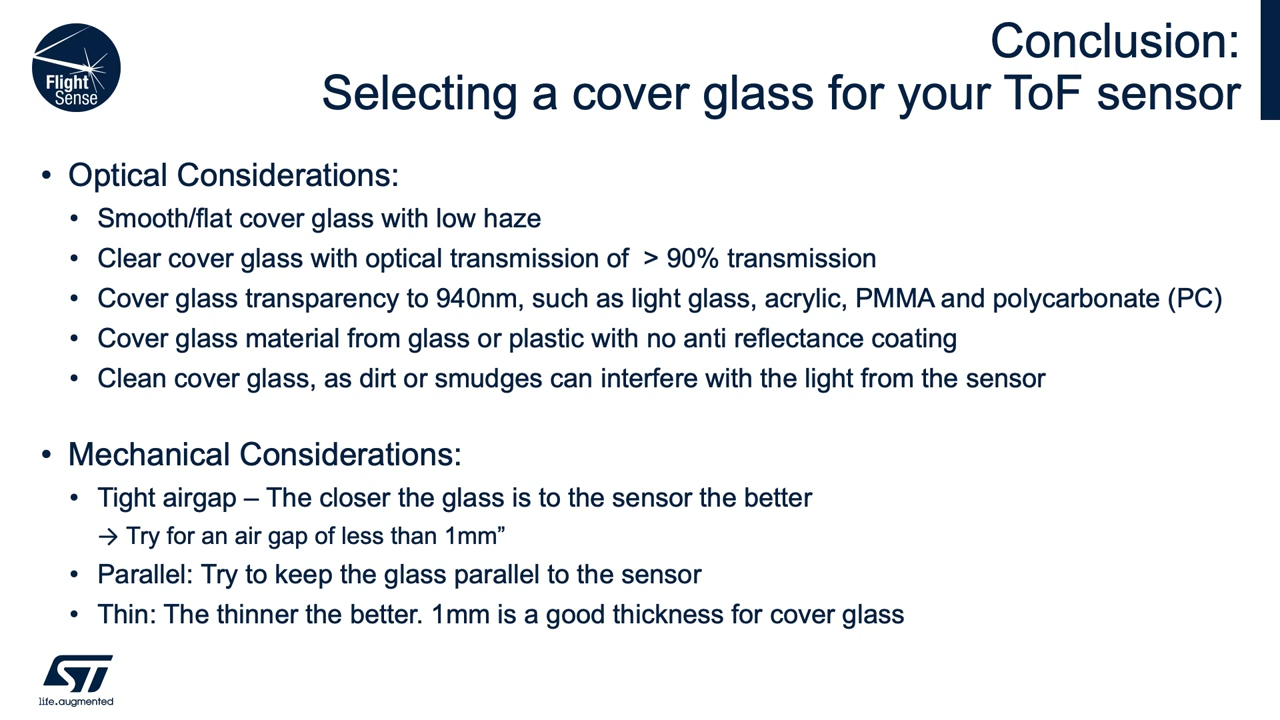 Flight
Sense
Conclusion:
Selecting a cover glass for your ToF sensor
• Optical Considerations:
• Smooth/flat cover glass with low haze
• Clear cover glass with optical transmission of  > 90% transmission
• Cover glass transparency to 940nm, such as light glass, acrylic, PMMA and polycarbonate (PC)
• Cover glass material from glass or plastic with no anti reflectance coating
• Clean cover glass, as dirt or smudges can interfere with the light from the sensor
• Mechanical Considerations:
• Tight airgap – The closer the glass is to the sensor the better
→ Try for an air gap of less than 1mm”
• Parallel: Try to keep the glass parallel to the sensor
• Thin: The thinner the better. 1mm is a good thickness for cover glass
ST
life.augmented